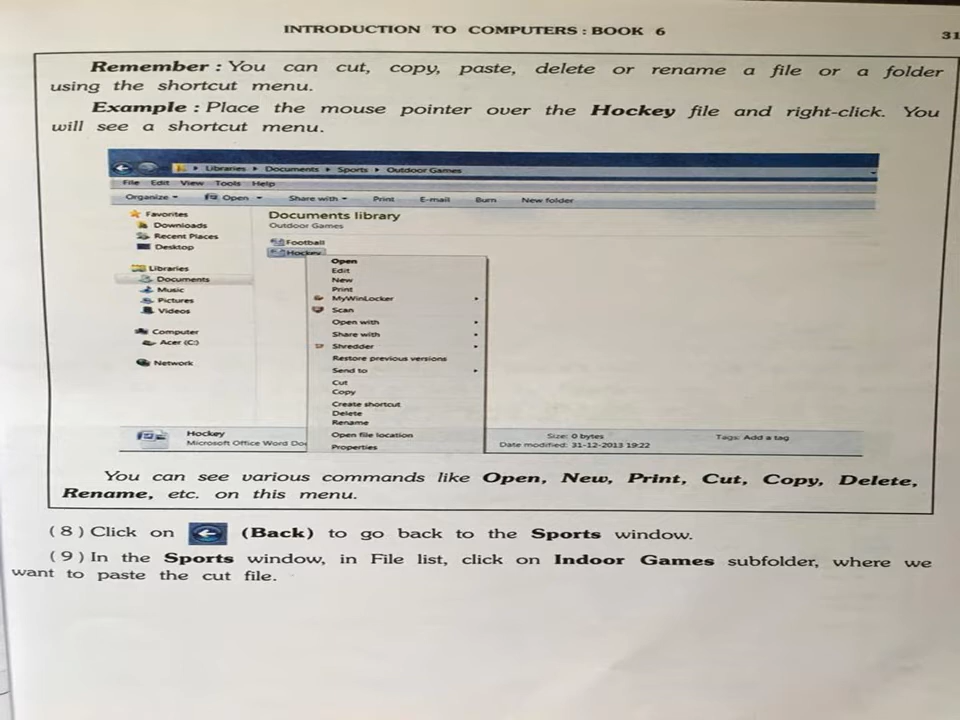 INTRODUCTION TO COMPUTERS : BOOK 6
31
Remember : You can cut, copy, paste, delete or rename a file or a folder
using the shortcut menu.
Example : Place the mouse pointer over the Hockey file and right-click. You
will see a shortcut menu.
Libraries ▸ Documents ▸ Sports ▸ Outdoor Games
File Edit View Tools Help
Organize Open Share with Print E-mail Burn New folder
Favorites
Downloads
Recent Places
Desktop
Libraries
Documents
Music
Pictures
Videos
Computer
Acer (C:)
Network
Documents library
Outdoor Games
Football
Hockey
Open
Edit
New
Print
MyWinLocker
Scan
Open with
Share with
Shredder
Restore previous versions
Send to
Cut
Copy
Create shortcut
Delete
Rename
Open file location
Properties
Hockey
Microsoft Office Word Do
Size: 0 bytes
Date modified: 31-12-2013 19:22
Tags: Add a tag
You can see various commands like Open, New, Print, Cut, Copy, Delete,
Rename, etc. on this menu.
(8) Click on (Back) to go back to the Sports window.
(9) In the Sports window, in File list, click on Indoor Games subfolder, where we
want to paste the cut file.